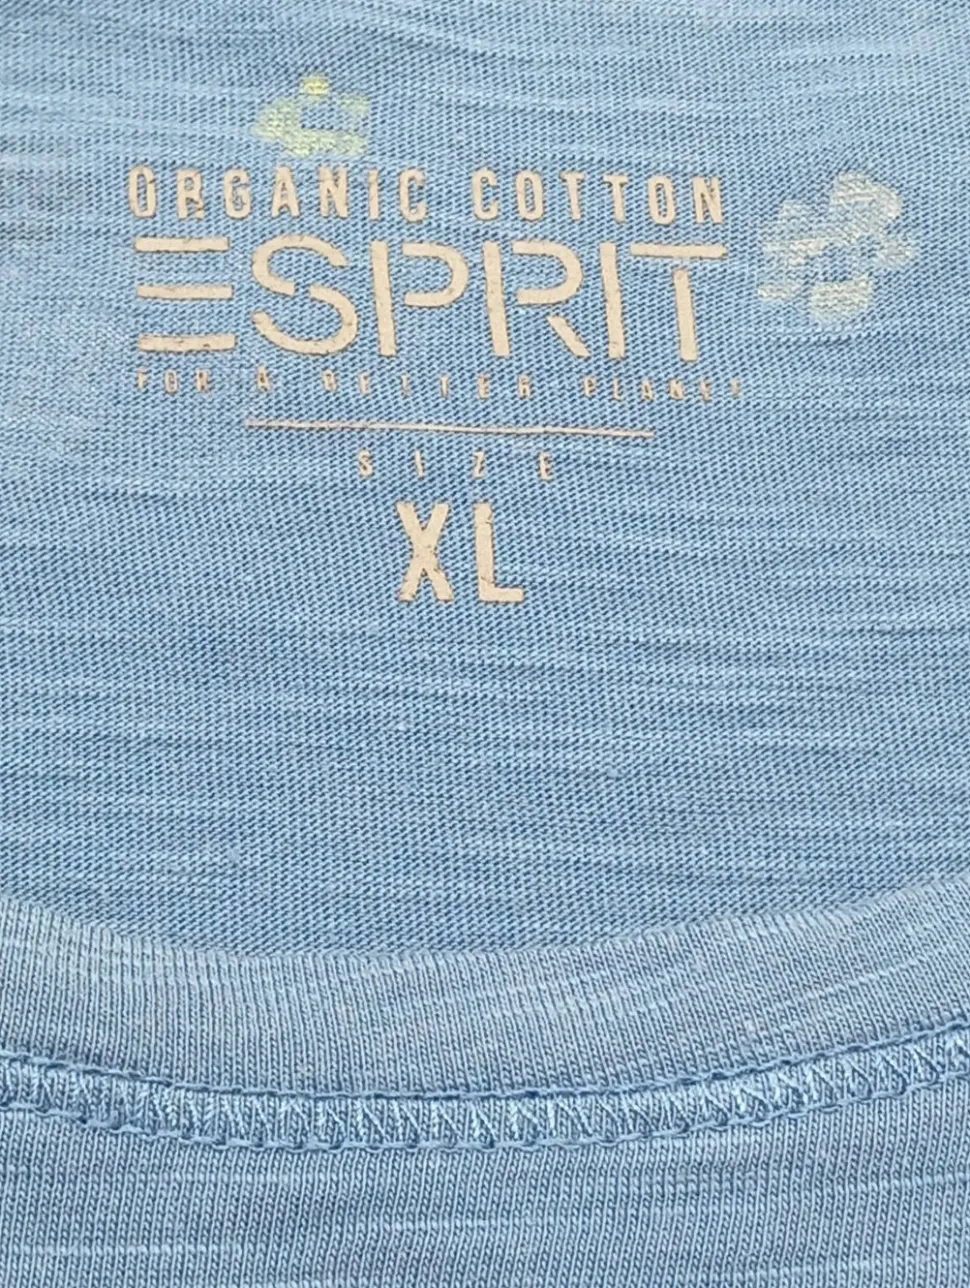 ORGANIC COTTON
ESPRIT
FOR A BETTER PLANET
SIZE
XL